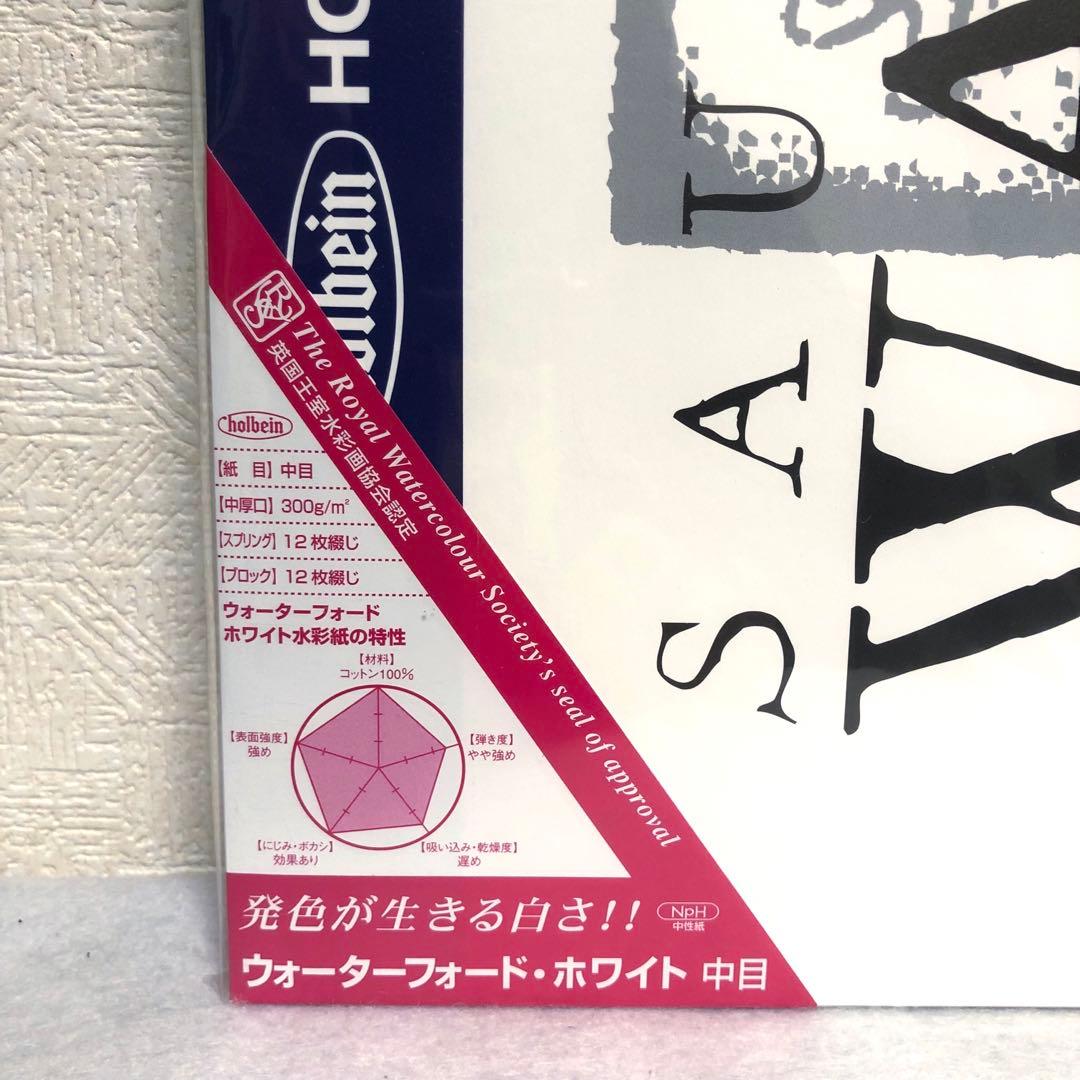 HO
holbein
The Royal Watercolour Society's seal of approval
英国王室水彩画協会認定
holbein
【紙　目】中目
【中厚口】300g/m²
【スプリング】12枚綴じ
【ブロック】12枚綴じ
ウォーターフォード
ホワイト水彩紙の特性
【材料】
コットン100%
【表面強度】
強め
【弾き度】
やや強め
【にじみ・ボカシ】
効果あり
【吸い込み・乾燥度】
遅め
発色が生きる白さ!!
NpH
中性紙
ウォーターフォード・ホワイト 中目
SAU
WA